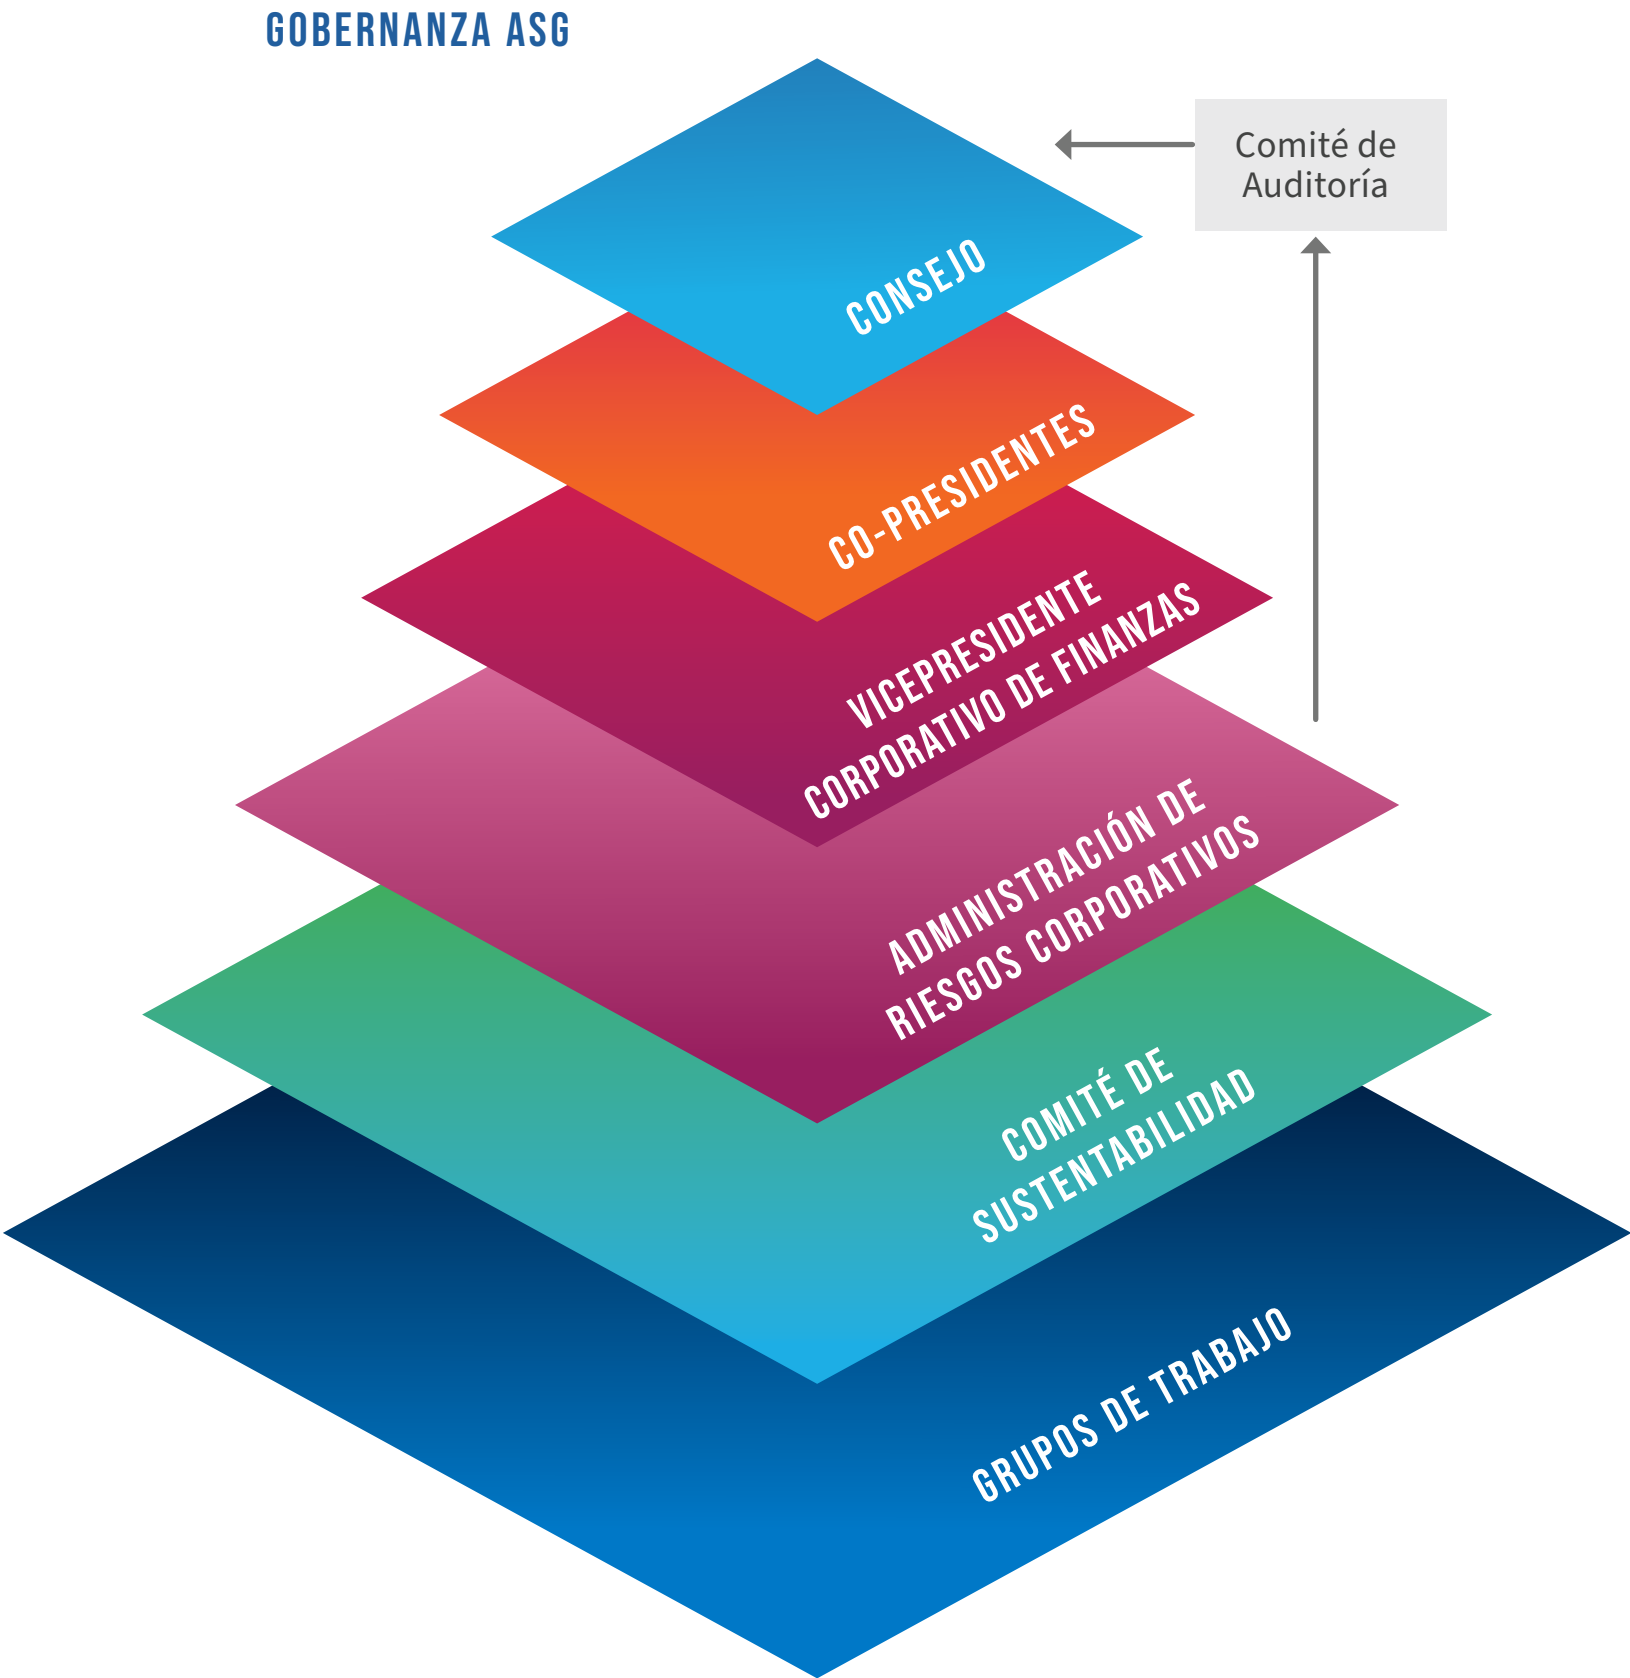 GOBERNANZA ASG
Comité de
Auditoría
CONSEJO
CO-PRESIDENTES
VICEPRESIDENTE
CORPORATIVO DE FINANZAS
ADMINISTRACIÓN DE
RIESGOS CORPORATIVOS
COMITÉ DE
SUSTENTABILIDAD
GRUPOS DE TRABAJO